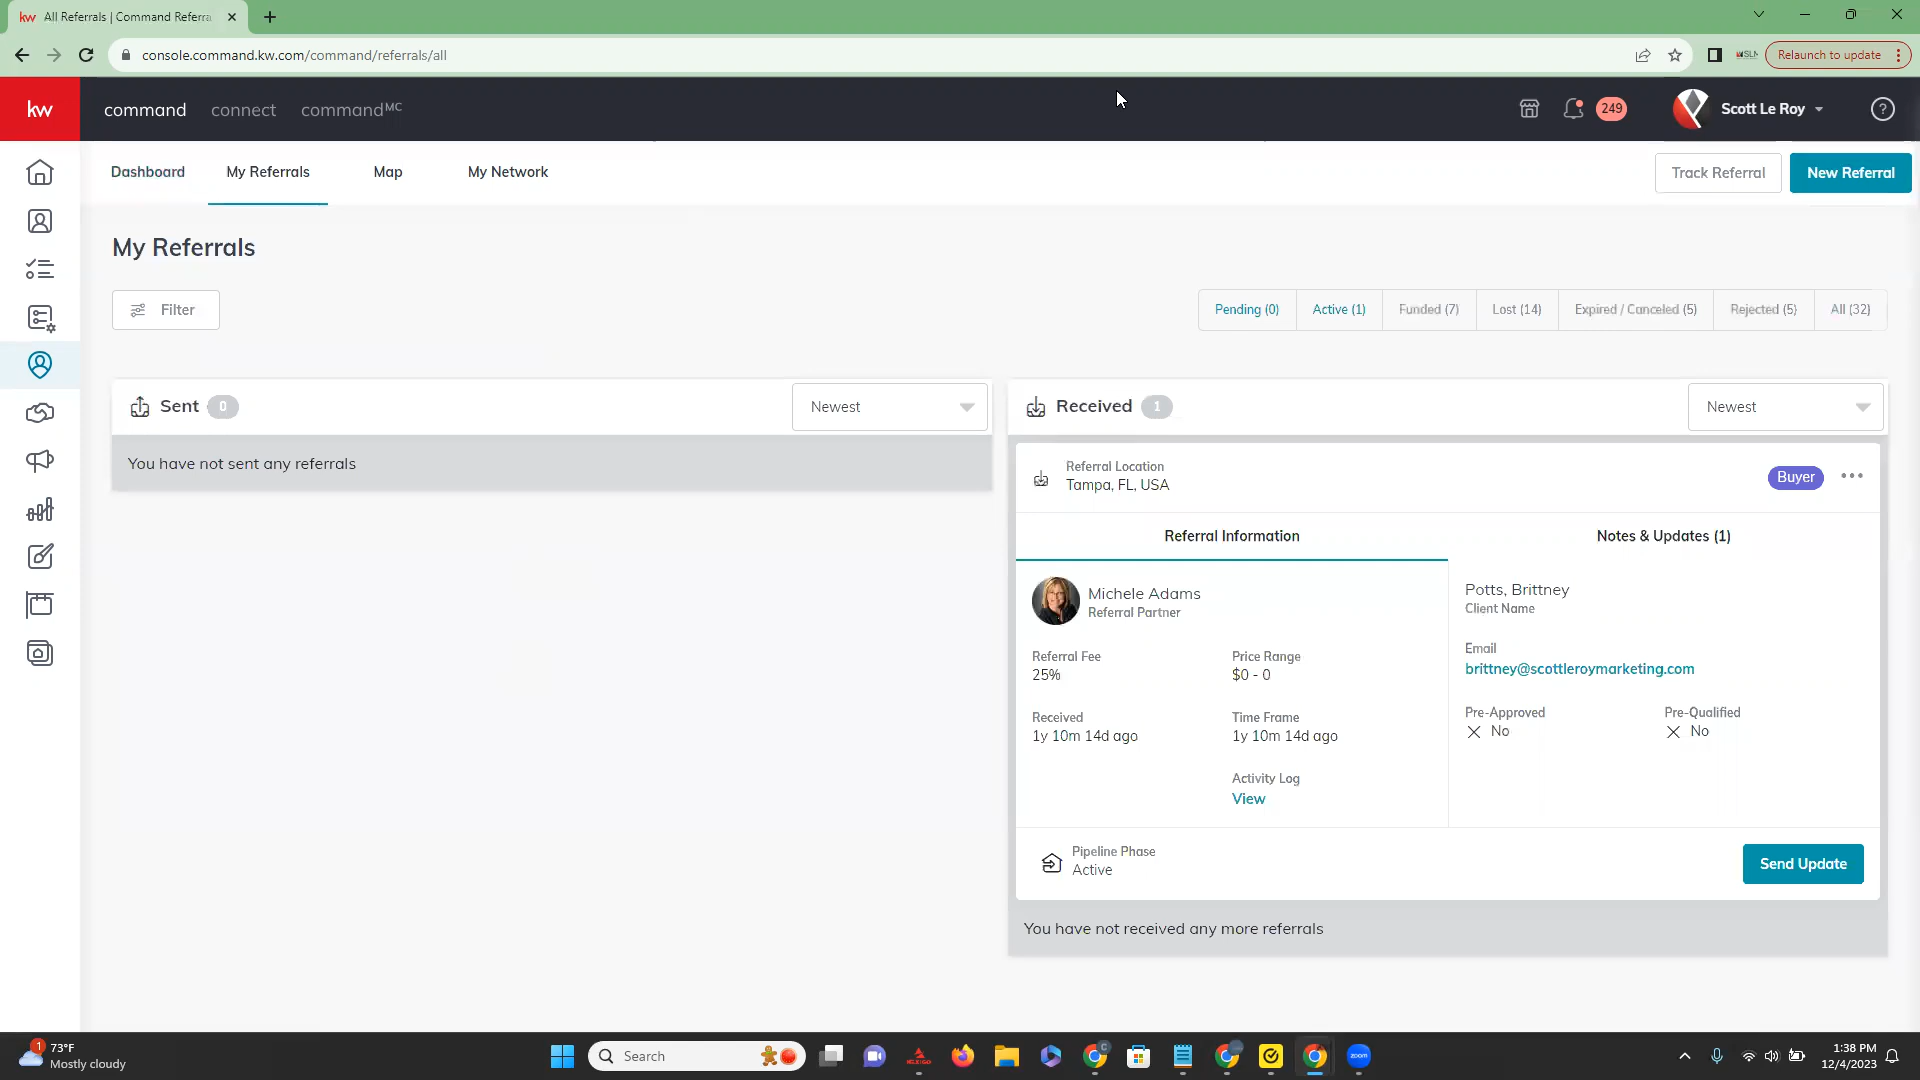 kw All Referrals | Command Referra
console.command.kw.com/command/referrals/all
Relaunch to update
kw command connect commandMC
249 Scott Le Roy
Dashboard My Referrals Map My Network
Track Referral New Referral
My Referrals
Filter
Pending (0) Active (1) Funded (7) Lost (14) Expired / Canceled (5) Rejected (5) All (32)
Sent 0 Newest
You have not sent any referrals
Received 1 Newest
Referral Location
Tampa, FL, USA
Buyer
Referral Information Notes & Updates (1)
Michele Adams
Referral Partner
Potts, Brittney
Client Name
Referral Fee Price Range
25% $0 - 0
Email
brittney@scottleroymarketing.com
Received Time Frame
1y 10m 14d ago 1y 10m 14d ago
Pre-Approved Pre-Qualified
No No
Activity Log
View
Pipeline Phase
Active
Send Update
You have not received any more referrals
1 73°F
Mostly cloudy
Search
zoom
1:38 PM
12/4/2023